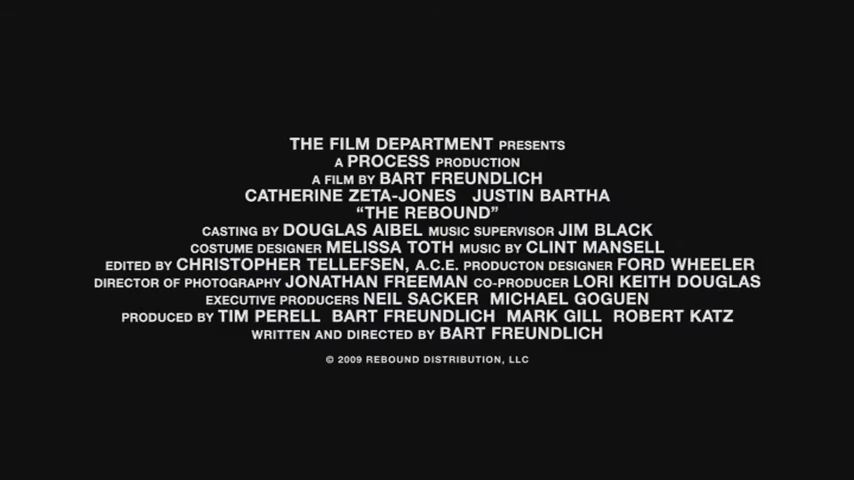 THE FILM DEPARTMENT PRESENTS
A PROCESS PRODUCTION
A FILM BY BART FREUNDLICH
CATHERINE ZETA-JONES JUSTIN BARTHA
“THE REBOUND”
CASTING BY DOUGLAS AIBEL MUSIC SUPERVISOR JIM BLACK
COSTUME DESIGNER MELISSA TOTH MUSIC BY CLINT MANSELL
EDITED BY CHRISTOPHER TELLEFSEN, A.C.E. PRODUCTON DESIGNER FORD WHEELER
DIRECTOR OF PHOTOGRAPHY JONATHAN FREEMAN CO-PRODUCER LORI KEITH DOUGLAS
EXECUTIVE PRODUCERS NEIL SACKER MICHAEL GOGUEN
PRODUCED BY TIM PERELL BART FREUNDLICH MARK GILL ROBERT KATZ
WRITTEN AND DIRECTED BY BART FREUNDLICH
© 2009 REBOUND DISTRIBUTION, LLC